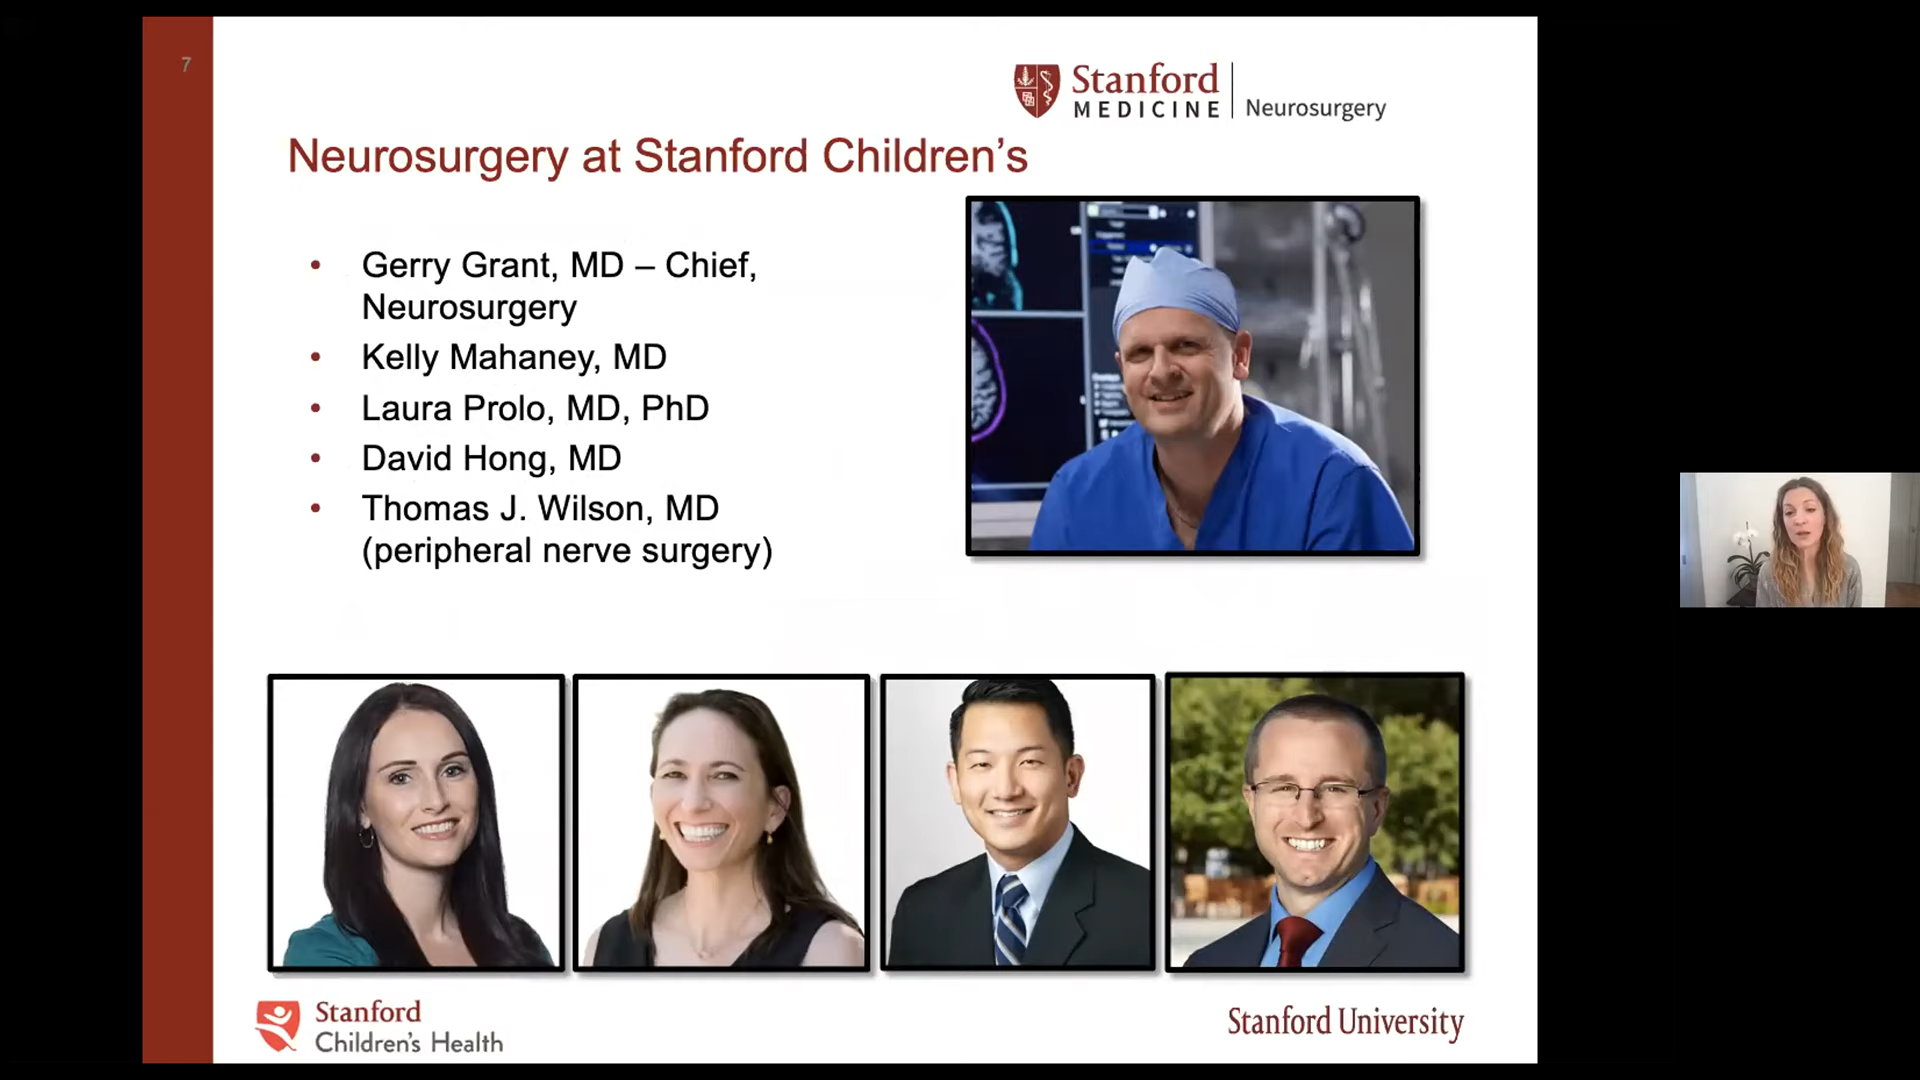 7
Stanford
MEDICINE
Neurosurgery
Neurosurgery at Stanford Children’s
• Gerry Grant, MD – Chief,
Neurosurgery
• Kelly Mahaney, MD
• Laura Prolo, MD, PhD
• David Hong, MD
• Thomas J. Wilson, MD
(peripheral nerve surgery)
Stanford
Children's Health
Stanford University